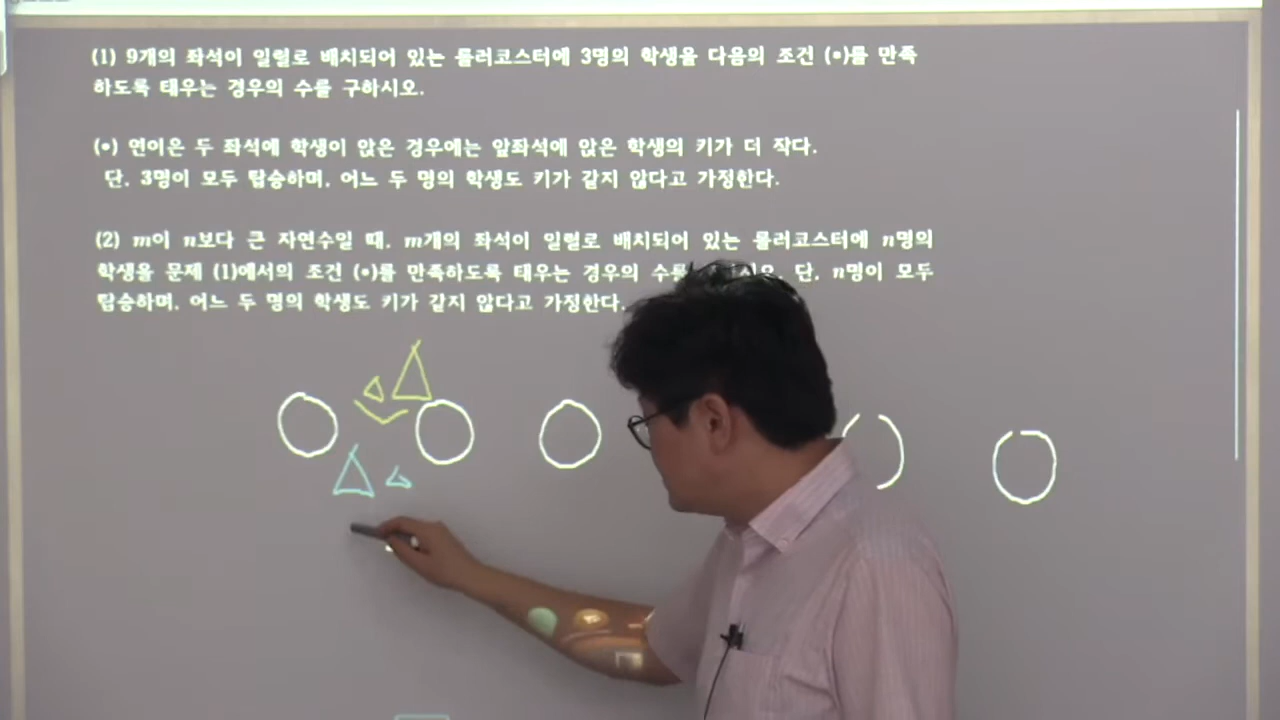 (1) 9개의 좌석이 일렬로 배치되어 있는 롤러코스터에 3명의 학생을 다음의 조건 (*)를 만족
하도록 태우는 경우의 수를 구하시오.
(*) 연이은 두 좌석에 학생이 앉은 경우에는 앞좌석에 앉은 학생의 키가 더 작다.
단, 3명이 모두 탑승하며, 어느 두 명의 학생도 키가 같지 않다고 가정한다.
(2) m이 n보다 큰 자연수일 때, m개의 좌석이 일렬로 배치되어 있는 롤러코스터에 n명의
학생을 문제 (1)에서의 조건 (*)를 만족하도록 태우는 경우의 수를 시오. 단, n명이 모두
탑승하며, 어느 두 명의 학생도 키가 같지 않다고 가정한다.